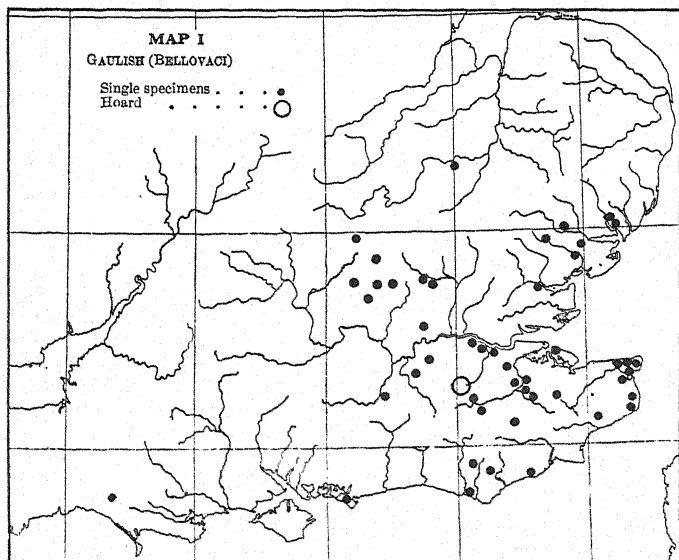 MAP I
GAULISH (BELLOVACI)
Single specimens . . . ●
Hoard . . . . . ○